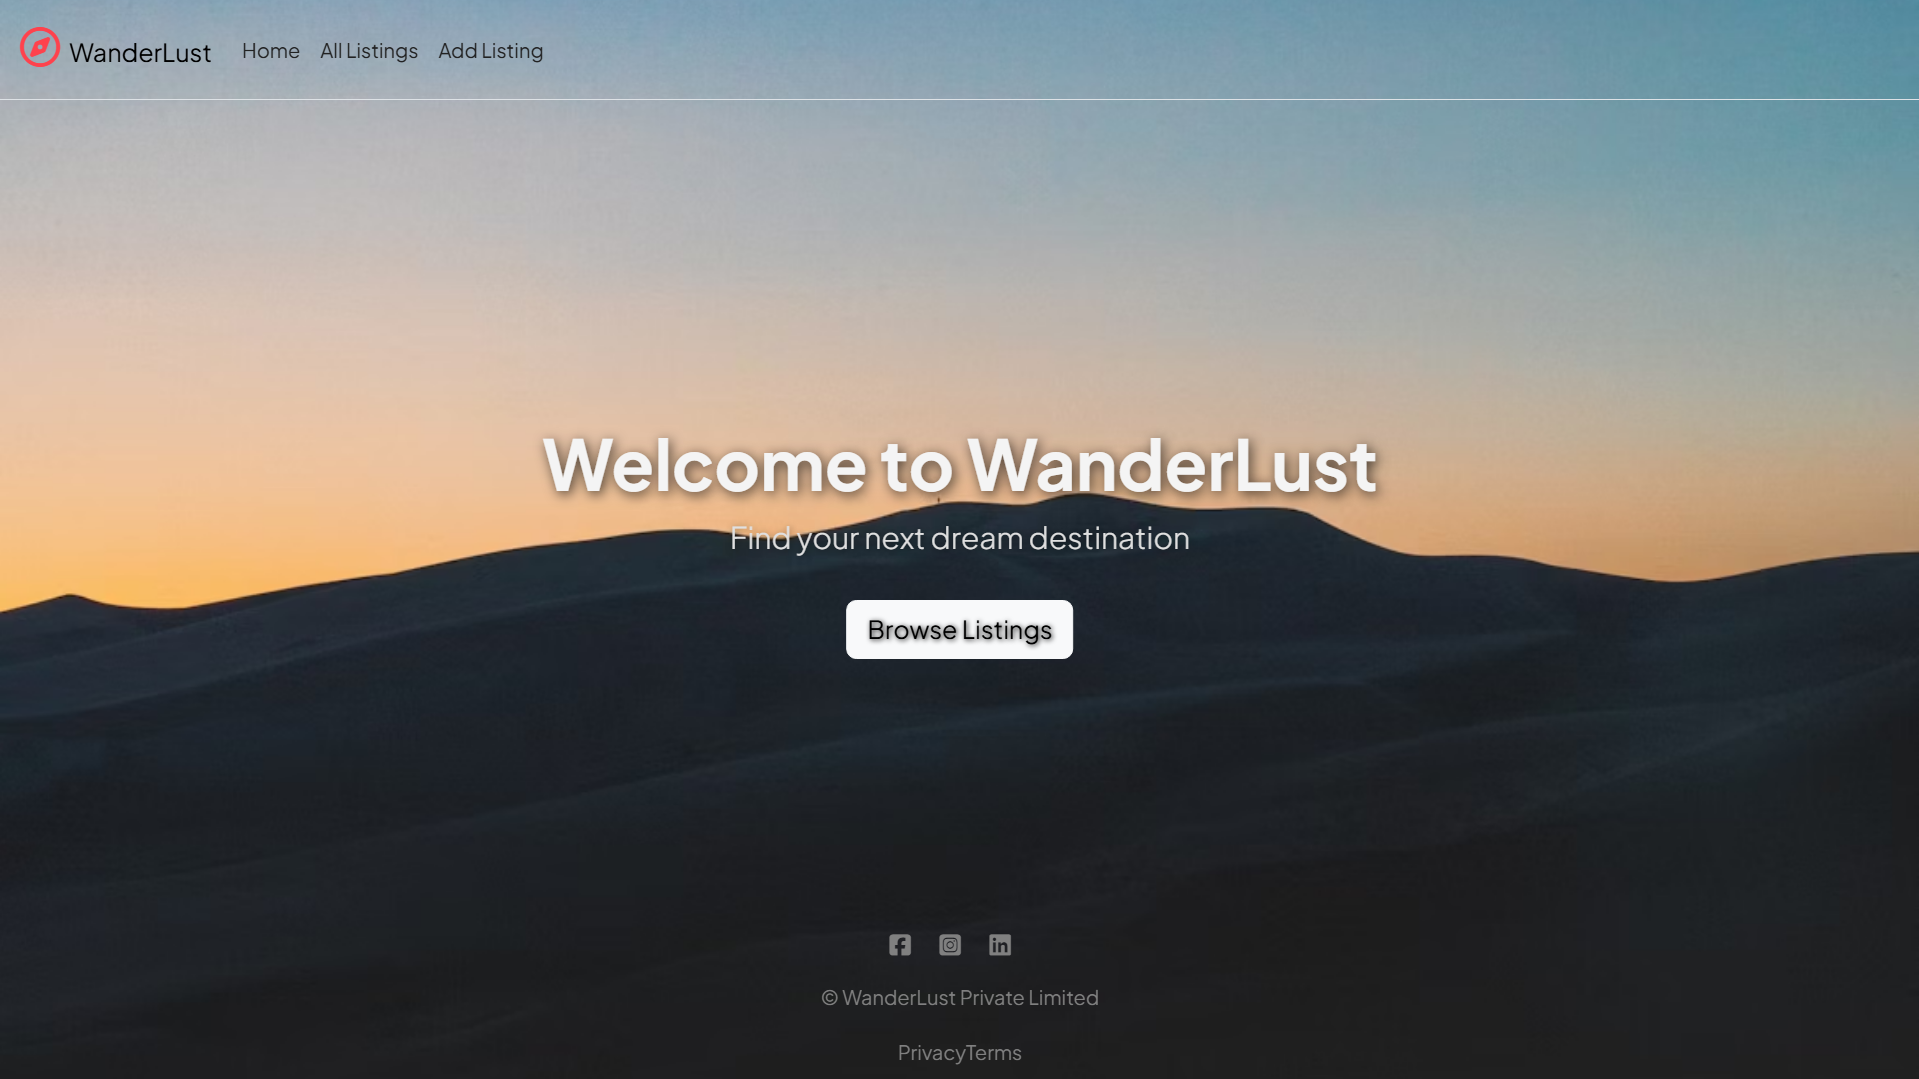 WanderLust Home All Listings Add Listing
Welcome to WanderLust
Find your next dream destination
Browse Listings
© WanderLust Private Limited
PrivacyTerms